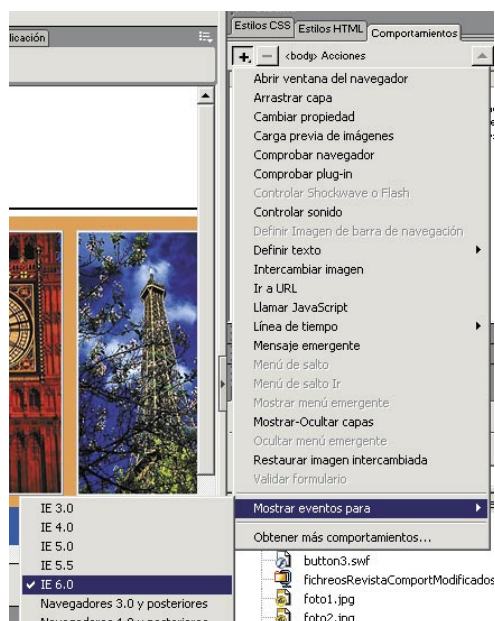 licación
Estilos CSS Estilos HTML Comportamientos
<body> Acciones
Abrir ventana del navegador
Arrastrar capa
Cambiar propiedad
Carga previa de imágenes
Comprobar navegador
Comprobar plug-in
Controlar Shockwave o Flash
Controlar sonido
Definir Imagen de barra de navegación
Definir texto
Intercambiar imagen
Ir a URL
Llamar JavaScript
Línea de tiempo
Mensaje emergente
Menú de salto
Menú de salto Ir
Mostrar menú emergente
Mostrar-Ocultar capas
Ocultar menú emergente
Restaurar imagen intercambiada
Validar formulario
Mostrar eventos para
Obtener más comportamientos...
IE 3.0
IE 4.0
IE 5.0
IE 5.5
IE 6.0
Navegadores 3.0 y posteriores
button3.swf
fichreosRevistaComportModificados
foto1.jpg
foto2.jpg